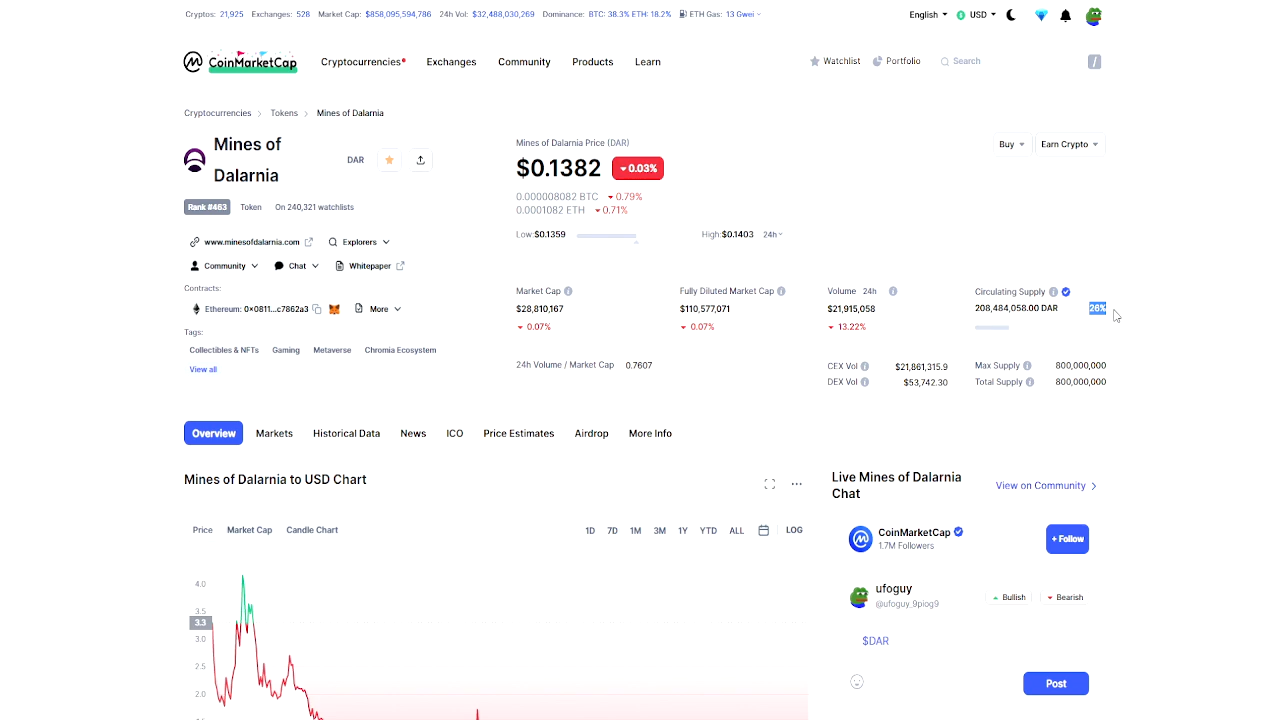 Cryptos: 21,925 Exchanges: 528 Market Cap: $858,095,594,786 24h Vol: $32,488,030,269 Dominance: BTC: 38.3% ETH: 18.2% ETH Gas: 13 Gwei
English USD
CoinMarketCap Cryptocurrencies Exchanges Community Products Learn Watchlist Portfolio Search /
Cryptocurrencies > Tokens > Mines of Dalarnia
Mines of Dalarnia DAR
Rank #463 Token On 240,321 watchlists
www.minesofdalarnia.com Explorers
Community Chat Whitepaper
Contracts:
Ethereum: 0x0811...c7862a3 More
Tags:
Collectibles & NFTs Gaming Metaverse Chromia Ecosystem
View all
Mines of Dalarnia Price (DAR)
$0.1382 0.03%
0.000008082 BTC 0.79%
0.0001082 ETH 0.71%
Low: $0.1359 High: $0.1403 24h
Buy Earn Crypto
Market Cap
$28,810,167
0.07%
Fully Diluted Market Cap
$110,577,071
0.07%
Volume 24h
$21,915,058
13.22%
Circulating Supply
208,484,058.00 DAR 26%
24h Volume / Market Cap 0.7607
CEX Vol $21,861,315.9
DEX Vol $53,742.30
Max Supply 800,000,000
Total Supply 800,000,000
Overview Markets Historical Data News ICO Price Estimates Airdrop More Info
Mines of Dalarnia to USD Chart
Price Market Cap Candle Chart 1D 7D 1M 3M 1Y YTD ALL LOG
4.0
3.5
3.3
3.0
2.5
2.0
Live Mines of Dalarnia Chat
View on Community
CoinMarketCap
1.7M Followers
+ Follow
ufoguy
@ufoguy_9piog9
Bullish Bearish
$DAR
Post